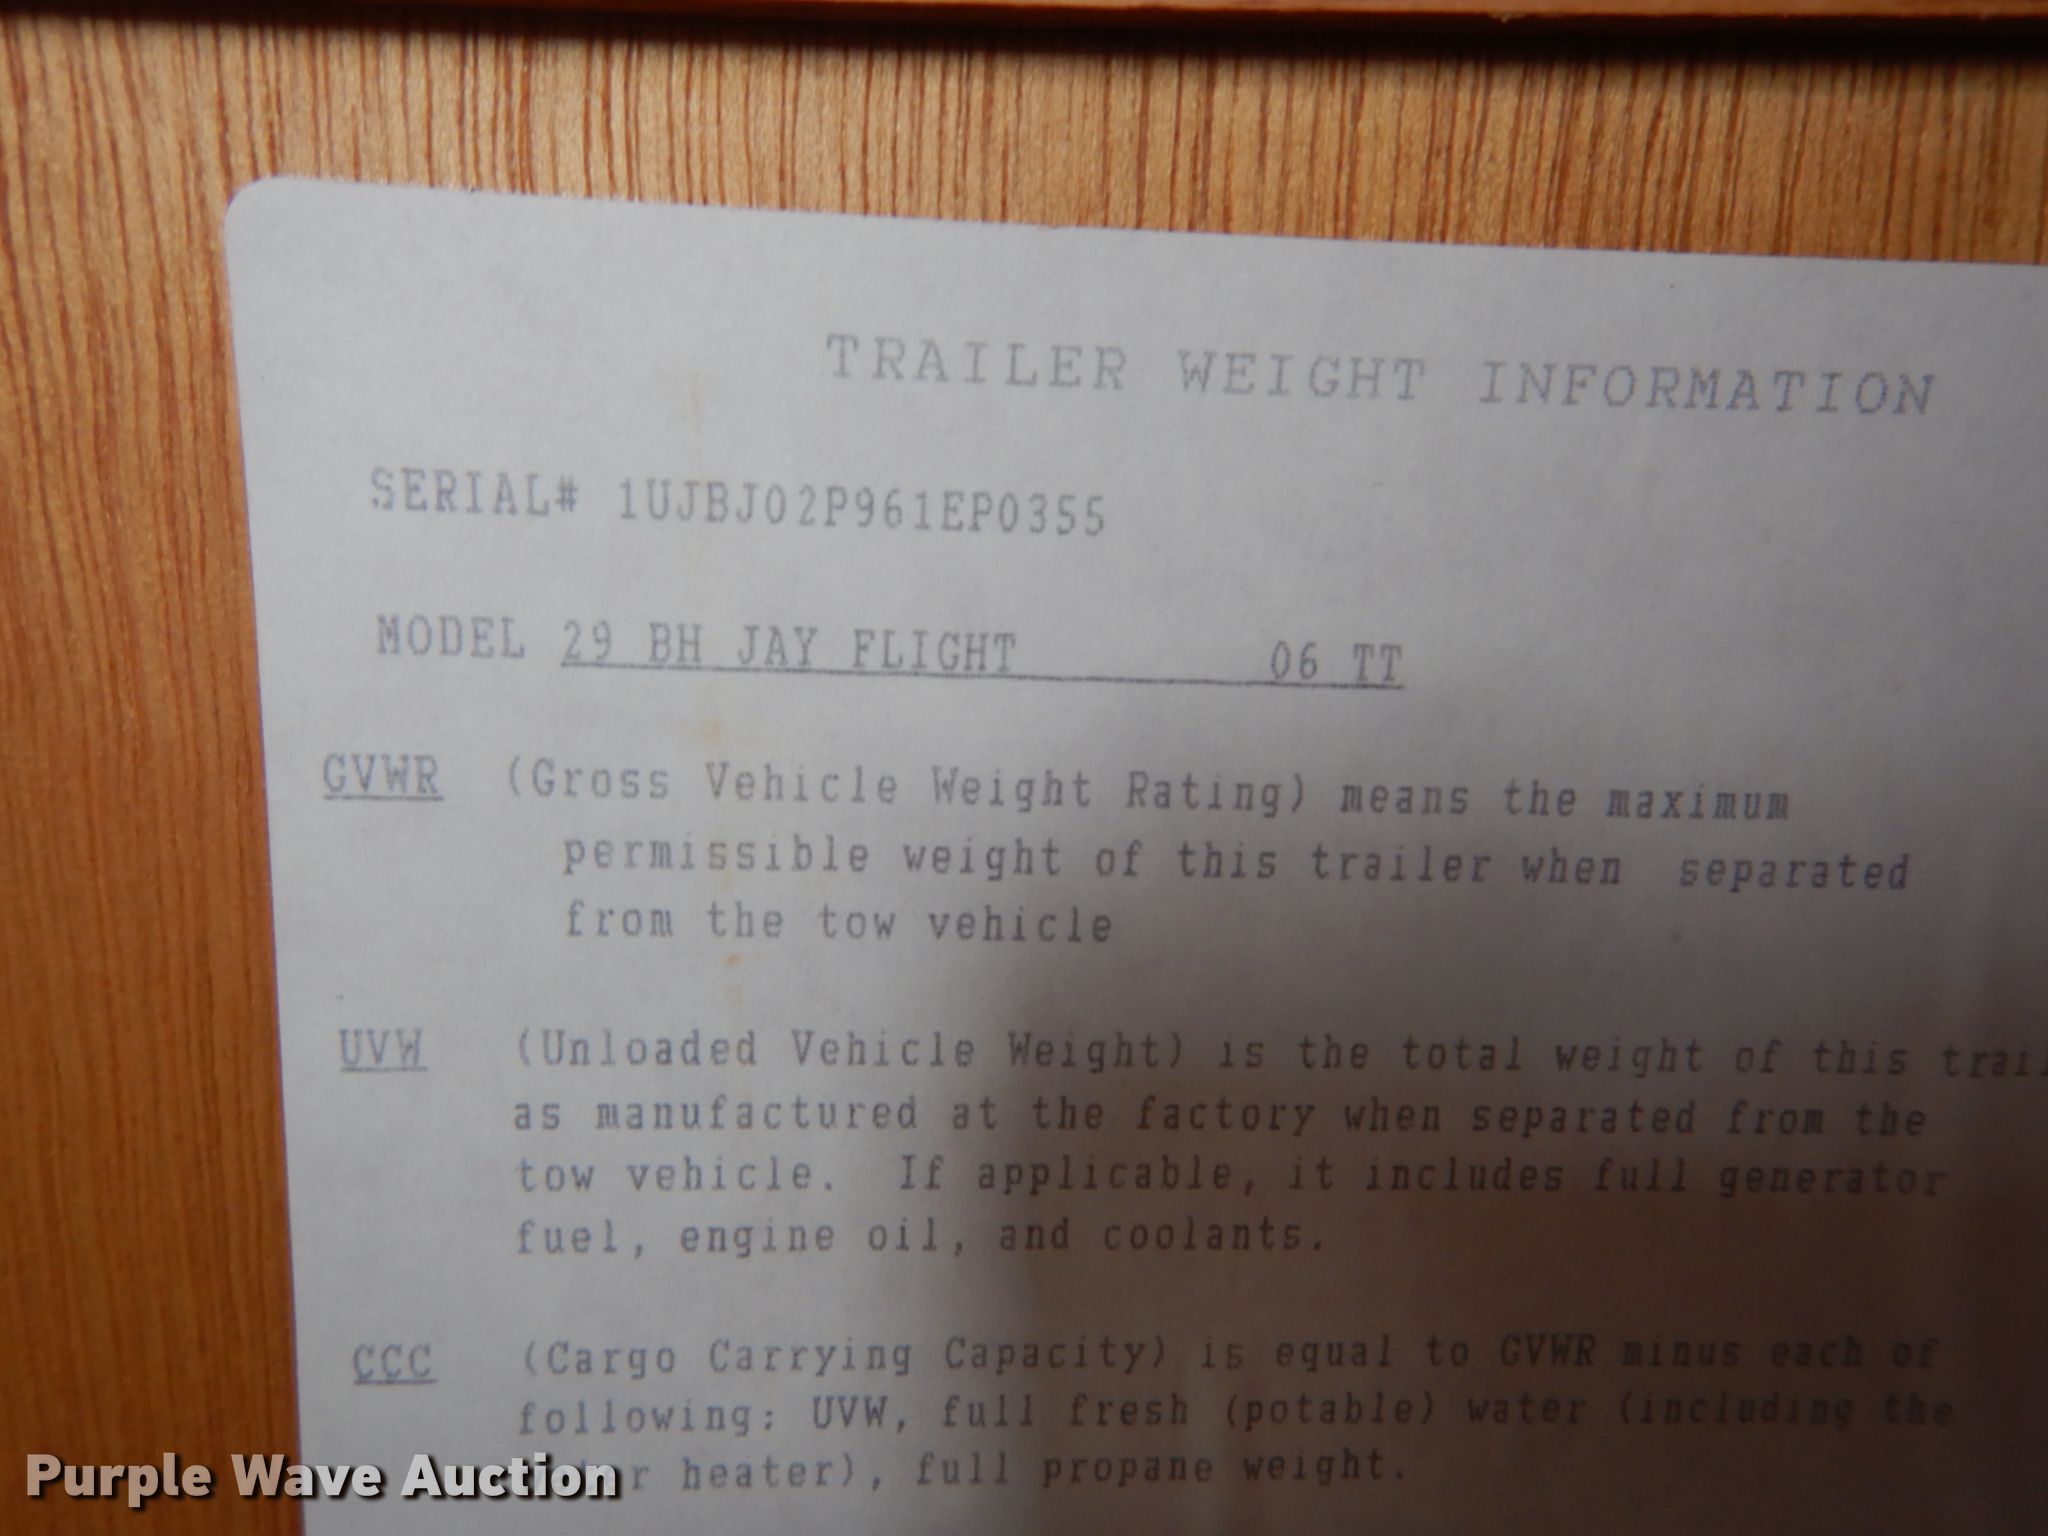 TRAILER WEIGHT INFORMATION
SERIAL# 1UJBJ02P961EP0355
MODEL 29 BH JAY FLIGHT 06 TT
GVWR (Gross Vehicle Weight Rating) means the maximum
permissible weight of this trailer when separated
from the tow vehicle
UVW (Unloaded Vehicle Weight) is the total weight of this trail
as manufactured at the factory when separated from the
tow vehicle. If applicable, it includes full generator
fuel, engine oil, and coolants.
CCC (Cargo Carrying Capacity) is equal to GVWR minus each of
following: UVW, full fresh (potable) water (including the
heater), full propane weight.
Purple Wave Auction